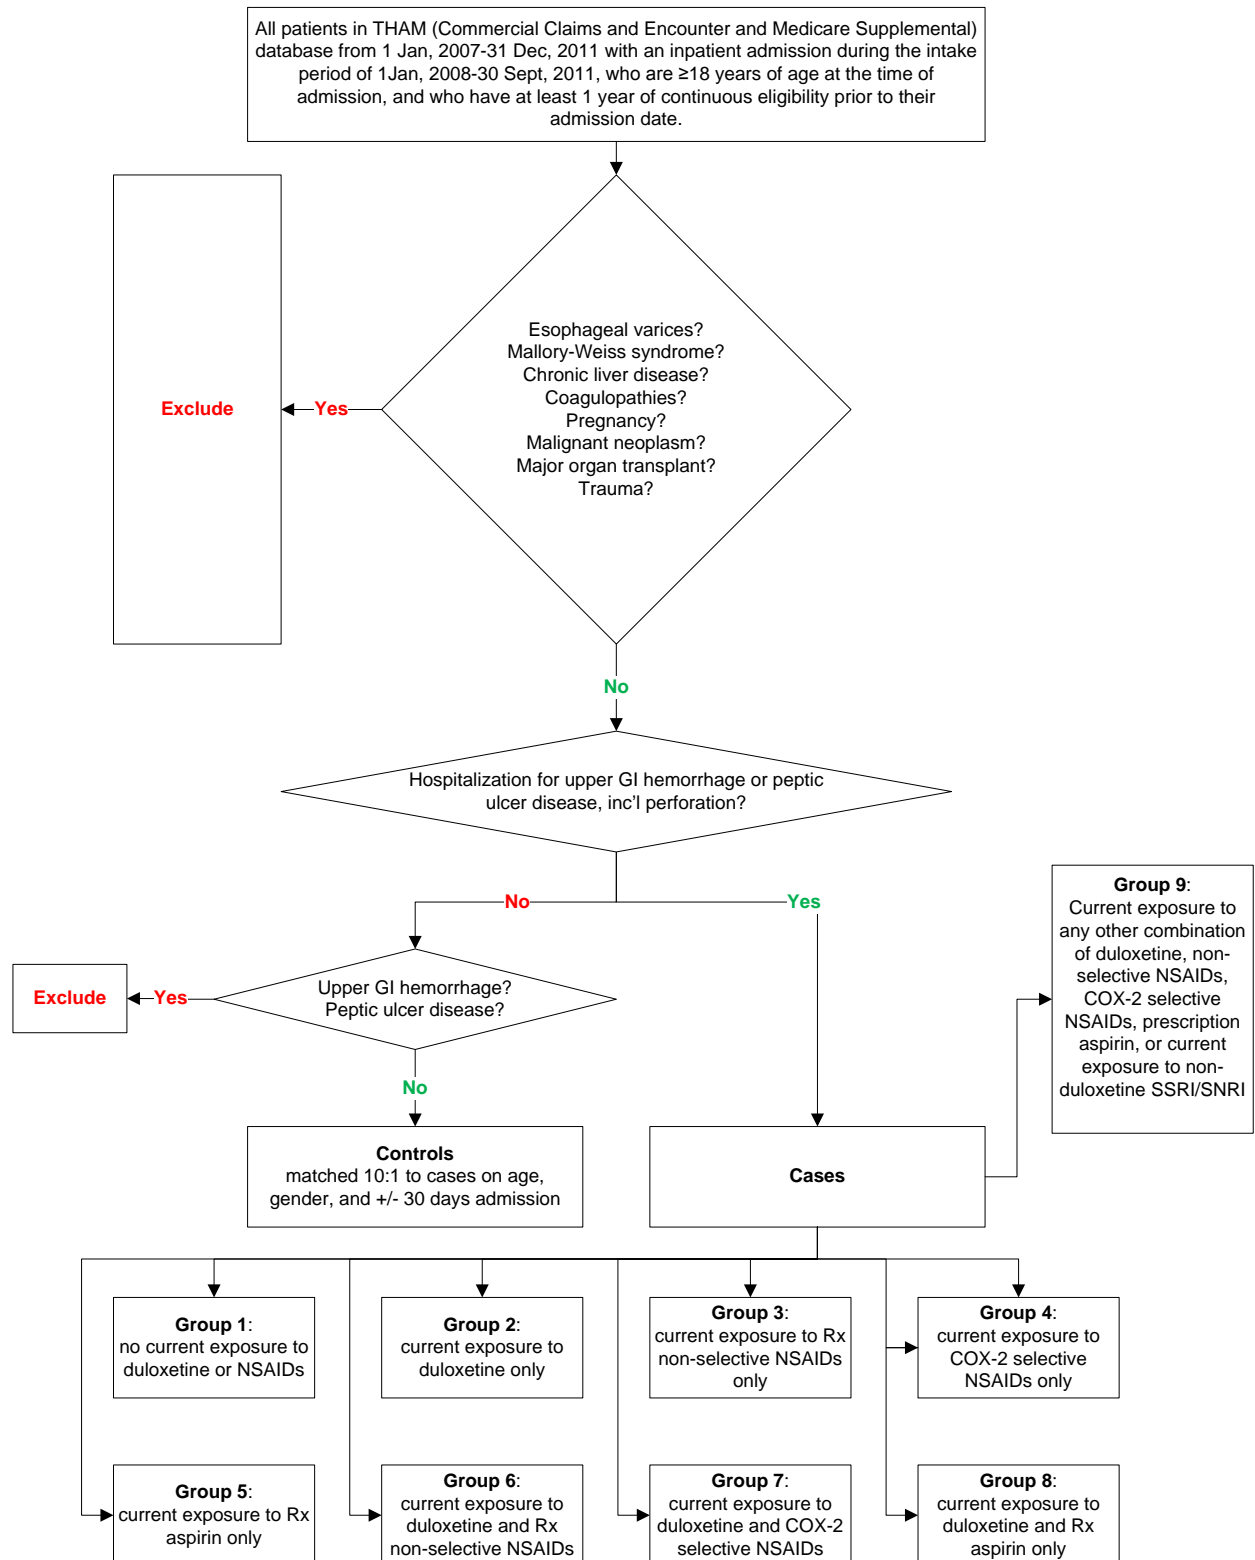 All patients in THAM (Commercial Claims and Encounter and Medicare Supplemental)
database from 1 Jan, 2007-31 Dec, 2011 with an inpatient admission during the intake
period of 1Jan, 2008-30 Sept, 2011, who are ≥18 years of age at the time of
admission, and who have at least 1 year of continuous eligibility prior to their
admission date.
Esophageal varices?
Mallory-Weiss syndrome?
Chronic liver disease?
Coagulopathies?
Pregnancy?
Malignant neoplasm?
Major organ transplant?
Trauma?
Yes
Exclude
No
Hospitalization for upper GI hemorrhage or peptic
ulcer disease, inc'l perforation?
No
Yes
Upper GI hemorrhage?
Peptic ulcer disease?
Yes
Exclude
No
Controls
matched 10:1 to cases on age,
gender, and +/- 30 days admission
Cases
Group 9:
Current exposure to
any other combination
of duloxetine, non-
selective NSAIDs,
COX-2 selective
NSAIDs, prescription
aspirin, or current
exposure to non-
duloxetine SSRI/SNRI
Group 1:
no current exposure to
duloxetine or NSAIDs
Group 2:
current exposure to
duloxetine only
Group 3:
current exposure to Rx
non-selective NSAIDs
only
Group 4:
current exposure to
COX-2 selective
NSAIDs only
Group 5:
current exposure to Rx
aspirin only
Group 6:
current exposure to
duloxetine and Rx
non-selective NSAIDs
Group 7:
current exposure to
duloxetine and COX-2
selective NSAIDs
Group 8:
current exposure to
duloxetine and Rx
aspirin only